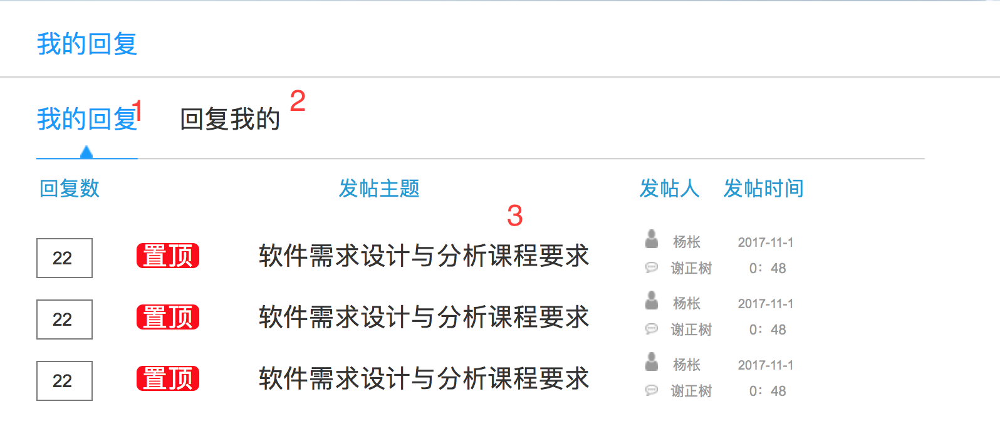 我的回复
我的回复1 回复我的 2
回复数 发帖主题 发帖人 发帖时间
3
22 置顶 软件需求设计与分析课程要求 杨枨 2017-11-1
谢正树 0：48
22 置顶 软件需求设计与分析课程要求 杨枨 2017-11-1
谢正树 0：48
22 置顶 软件需求设计与分析课程要求 杨枨 2017-11-1
谢正树 0：48